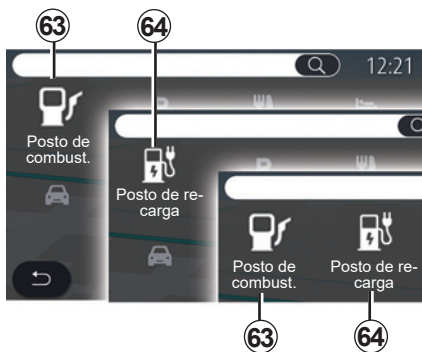 63
64
12:21
Posto de
combust.
Posto de re-
carga
Posto de
combust.
Posto de re-
carga
63
64